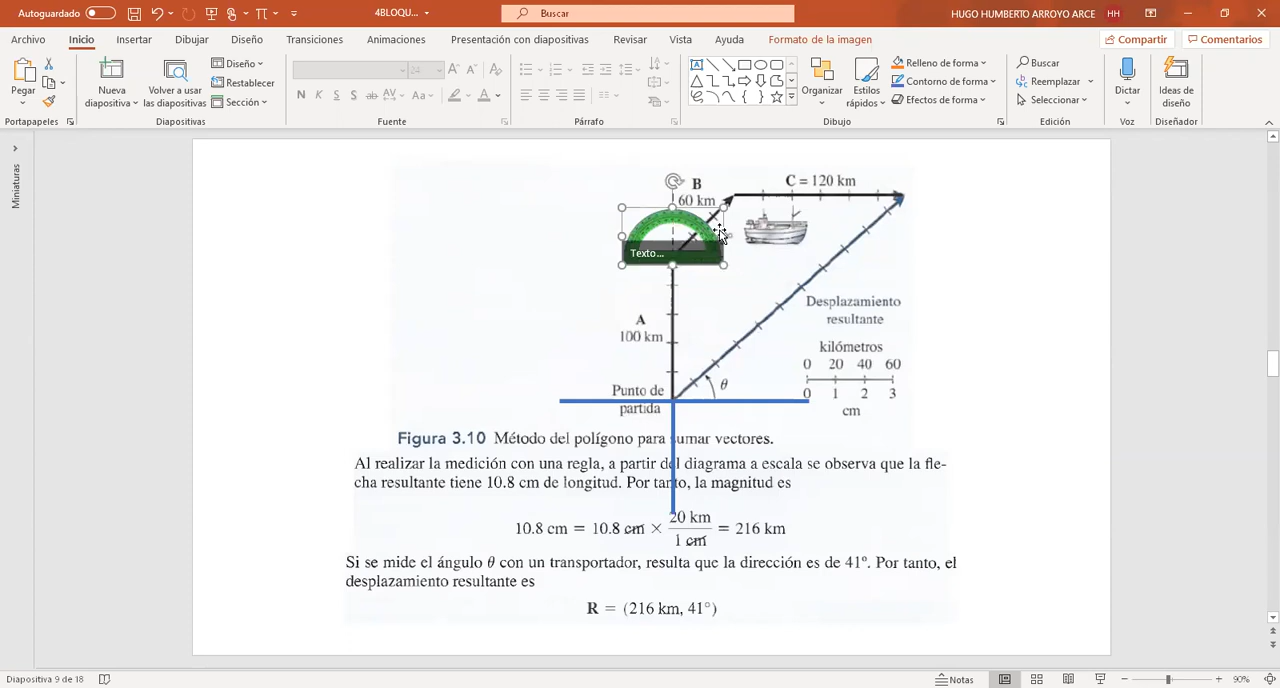 Autoguardado
4BLOQU...
Buscar
HUGO HUMBERTO ARROYO ARCE
HH
Archivo Inicio Insertar Dibujar Diseño Transiciones Animaciones Presentación con diapositivas Revisar Vista Ayuda Formato de la imagen
Compartir
Comentarios
Pegar
Nueva
diapositiva
Volver a usar
las diapositivas
Diseño
Restablecer
Sección
24
N K S S ab AV Aa A
Organizar
Estilos
rápidos
Relleno de forma
Contorno de forma
Efectos de forma
Buscar
Reemplazar
Seleccionar
Dictar
Ideas de
diseño
Portapapeles
Diapositivas
Fuente
Párrafo
Dibujo
Edición
Voz
Diseñador
Miniaturas
B
60 km
C = 120 km
Texto...
A
100 km
Desplazamiento
resultante
kilómetros
0 20 40 60
0 1 2 3
cm
θ
Punto de
partida
Figura 3.10 Método del polígono para sumar vectores.
Al realizar la medición con una regla, a partir del diagrama a escala se observa que la fle-
cha resultante tiene 10.8 cm de longitud. Por tanto, la magnitud es
10.8 cm = 10.8 cm × 20 km / 1 cm = 216 km
Si se mide el ángulo θ con un transportador, resulta que la dirección es de 41º. Por tanto, el
desplazamiento resultante es
R = (216 km, 41°)
Diapositiva 9 de 18
Notas
90%